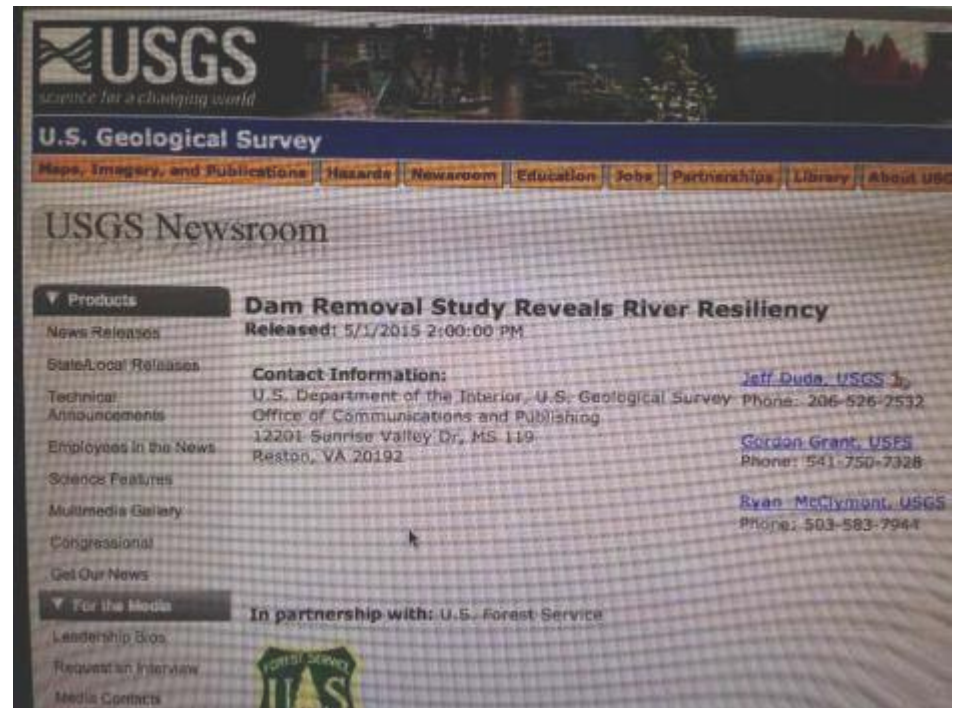 USGS
science for a changing world
U.S. Geological Survey
Maps, Imagery, and Publications Hazards Newsroom Education Jobs Partnerships Library About USG
USGS Newsroom
▼ Products
News Releases
State/Local Releases
Technical
Announcements
Employees in the News
Science Features
Multimedia Gallery
Congressional
Get Our News
▼ For the Media
Leadership Bios
Request an Interview
Media Contacts
Dam Removal Study Reveals River Resiliency
Released: 5/1/2015 2:00:00 PM
Contact Information:
U.S. Department of the Interior, U.S. Geological Survey
Office of Communications and Publishing
12201 Sunrise Valley Dr, MS 119
Reston, VA 20192
Jeff Duda, USGS
Phone: 206-526-2532
Gordon Grant, USFS
Phone: 541-750-7328
Ryan McClymont, USGS
Phone: 503-583-7944
In partnership with: U.S. Forest Service
FOREST SERVICE
U S